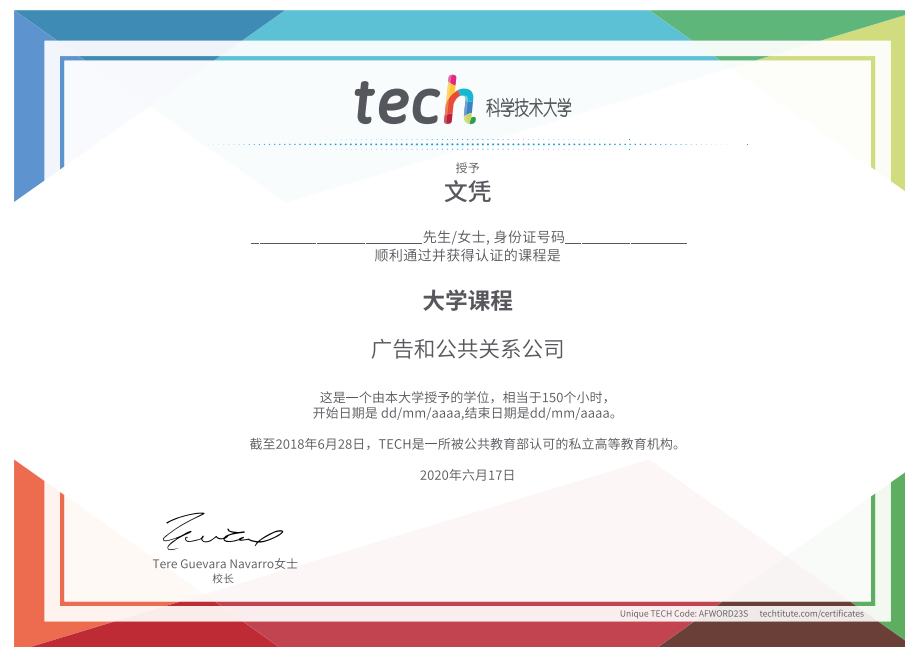 tech 科学技术大学
授予
文凭
____________________先生/女士, 身份证号码______________
顺利通过并获得认证的课程是
大学课程
广告和公共关系公司
这是一个由本大学授予的学位，相当于150个小时，
开始日期是 dd/mm/aaaa,结束日期是dd/mm/aaaa。
截至2018年6月28日，TECH是一所被公共教育部认可的私立高等教育机构。
2020年六月17日
Tere Guevara Navarro女士
校长
Unique TECH Code: AFWORD23S techtitute.com/certificates